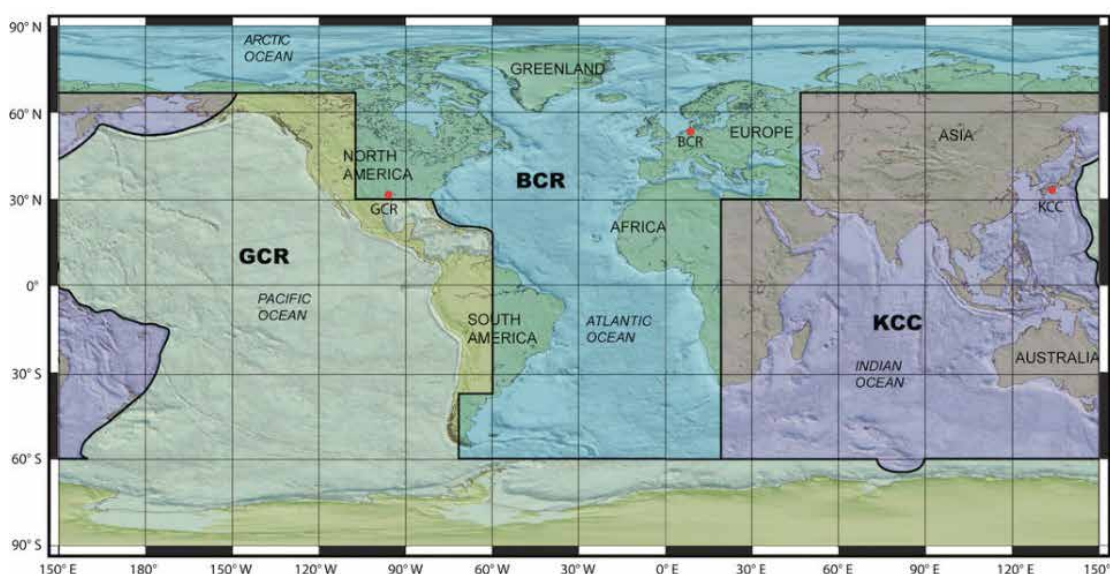 90° N
ARCTIC
OCEAN
GREENLAND
60° N
BCR
EUROPE
ASIA
NORTH
AMERICA
BCR
30° N
GCR
KCC
AFRICA
GCR
0°
PACIFIC
OCEAN
SOUTH
AMERICA
ATLANTIC
OCEAN
KCC
INDIAN
OCEAN
AUSTRALIA
30° S
60° S
90° S
150° E 180° 150° W 120° W 90° W 60° W 30° W 0° E 30° E 60° E 90° E 120° E 150° E